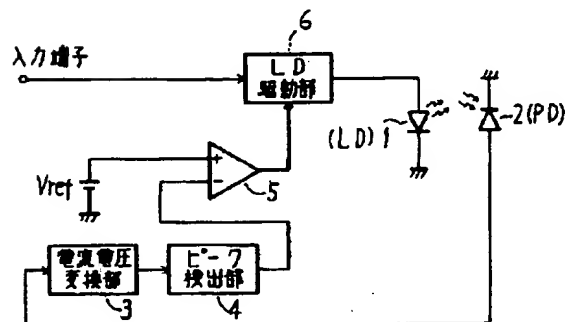 6
入力端子
LD
駆動部
(LD) 1
2(PD)
Vref
+
-
5
電流電圧
変換部
3
ピーク
検出部
4